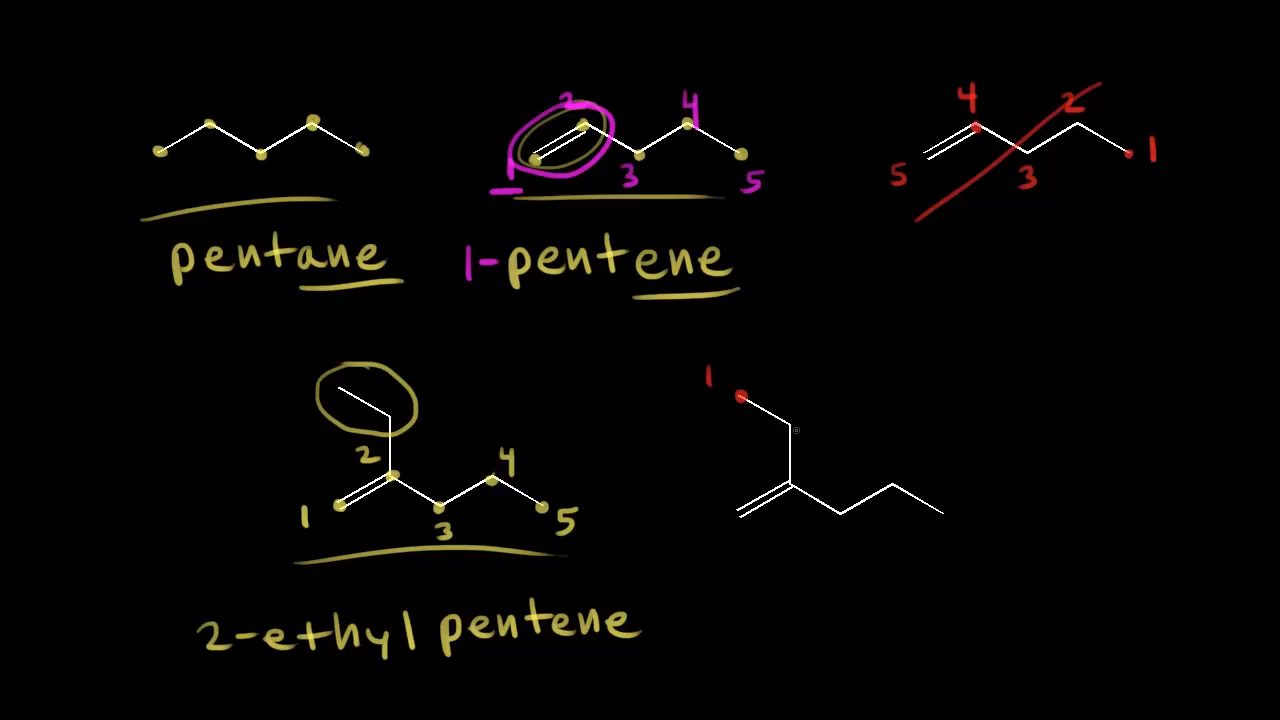 2 4 4 2
1 3 5 5 3 1
pentane 1-pentene
1
2 4
1 3 5
2-ethyl pentene